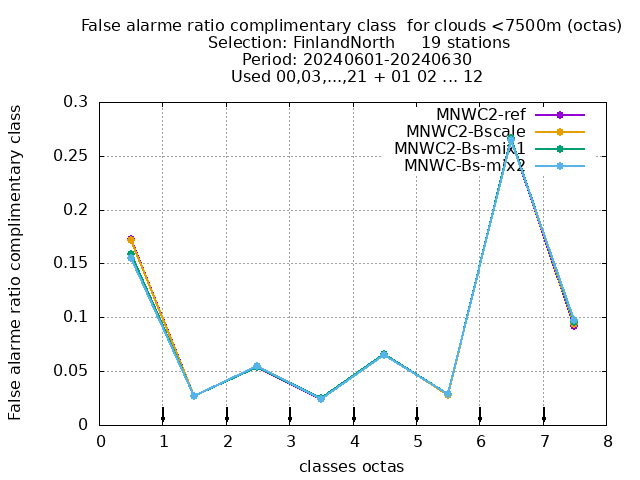 False alarme ratio complimentary class  for clouds <7500m (octas)
Selection: FinlandNorth     19 stations
Period: 20240601-20240630
Used 00,03,...,21 + 01 02 ... 12
False alarme ratio complimentary class
0.3
0.25
0.2
0.15
0.1
0.05
0
MNWC2-ref
MNWC2-Bscale
MNWC2-Bs-mix1
MNWC-Bs-mix2
0 1 2 3 4 5 6 7 8
classes octas